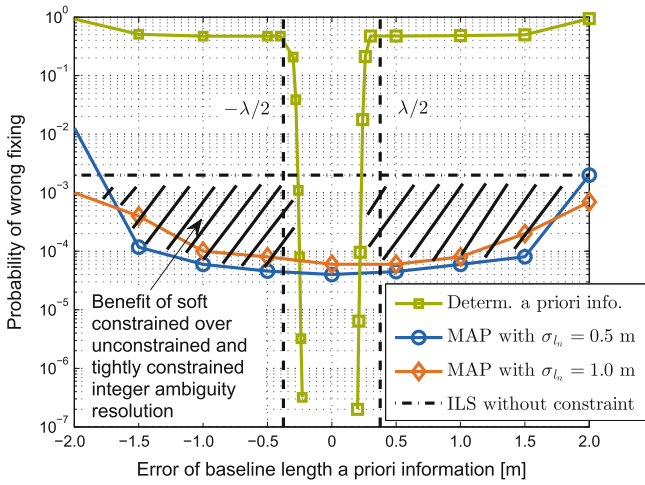 10^0
10^−1
10^−2
10^−3
10^−4
10^−5
10^−6
10^−7
Probability of wrong fixing
−λ/2
λ/2
Benefit of soft
constrained over
unconstrained and
tightly constrained
integer ambiguity
resolution
Determ. a priori info.
MAP with σ_{l_n} = 0.5 m
MAP with σ_{l_n} = 1.0 m
ILS without constraint
−2.0 −1.5 −1.0 −0.5 0 0.5 1.0 1.5 2.0
Error of baseline length a priori information [m]